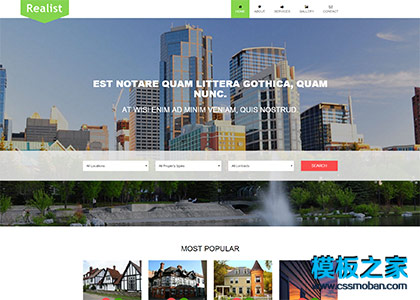 Realist
HOME
ABOUT
SERVICES
GALLERY
CONTACT
EST NOTARE QUAM LITTERA GOTHICA, QUAM
NUNC.
AT WISI ENIM AD MINIM VENIAM, QUIS NOSTRUD.
All Locations
All Property types
All contracts
SEARCH
MOST POPULAR
模板之家
www.cssmoban.com